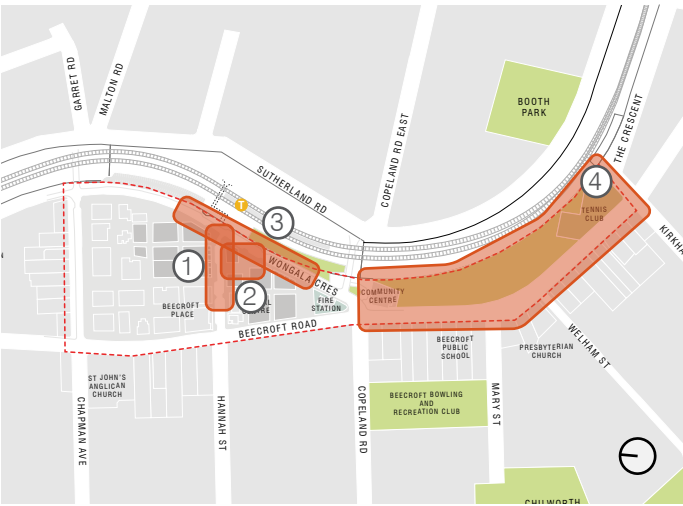 GARRET RD
MALTON RD
BOOTH
PARK
THE CRESCENT
COPELAND RD EAST
SUTHERLAND RD
T
4
3
TENNIS
CLUB
WONGALA
CRES
1
2
COMMUNITY
CENTRE
FIRE
STATION
BEECROFT
PLACE
BEECROFT ROAD
BEECROFT
PUBLIC
SCHOOL
PRESBYTERIAN
CHURCH
WELHAM ST
ST JOHN'S
ANGLICAN
CHURCH
CHAPMAN AVE
HANNAH ST
COPELAND RD
BEECROFT BOWLING
AND
RECREATION CLUB
MARY ST